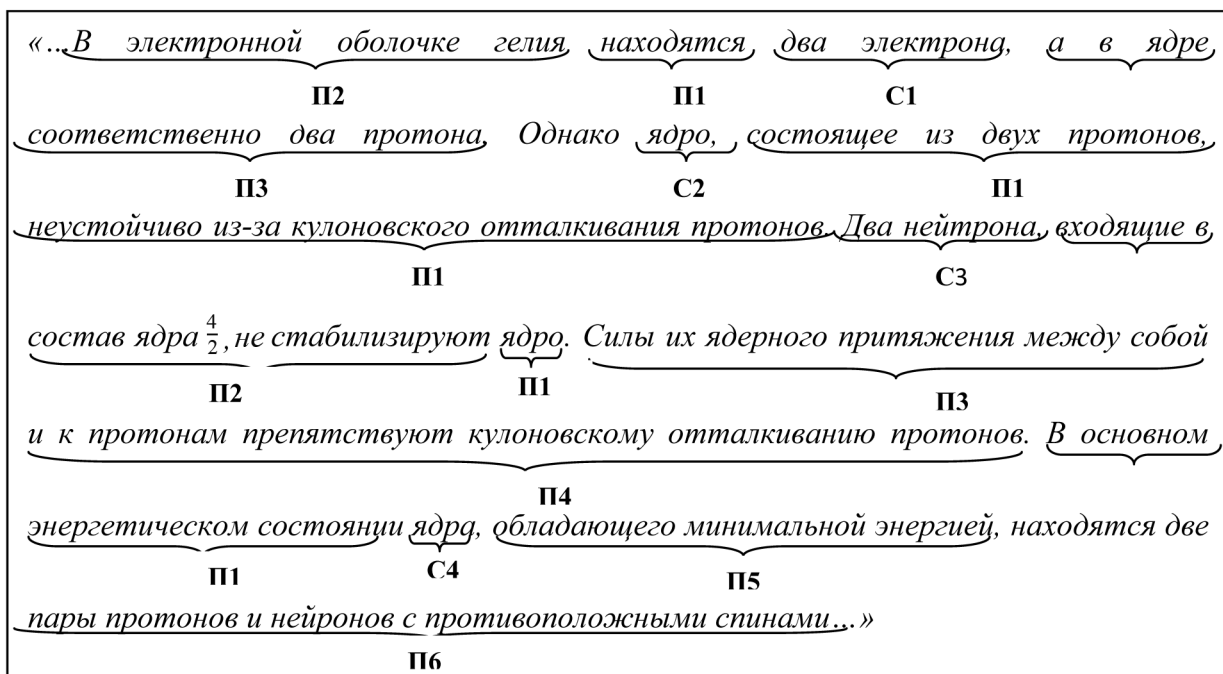 «...В электронной оболочке гелия находятся два электрона, а в ядре
П2 П1 С1
соответственно два протона. Однако ядро, состоящее из двух протонов,
П3 С2 П1
неустойчиво из-за кулоновского отталкивания протонов. Два нейтрона, входящие в
П1 С3
состав ядра 4/2, не стабилизируют ядро. Силы их ядерного притяжения между собой
П2 П1 П3
и к протонам препятствуют кулоновскому отталкиванию протонов. В основном
П4
энергетическом состоянии ядра, обладающего минимальной энергией, находятся две
П1 С4 П5
пары протонов и нейронов с противоположными спинами...»
П6